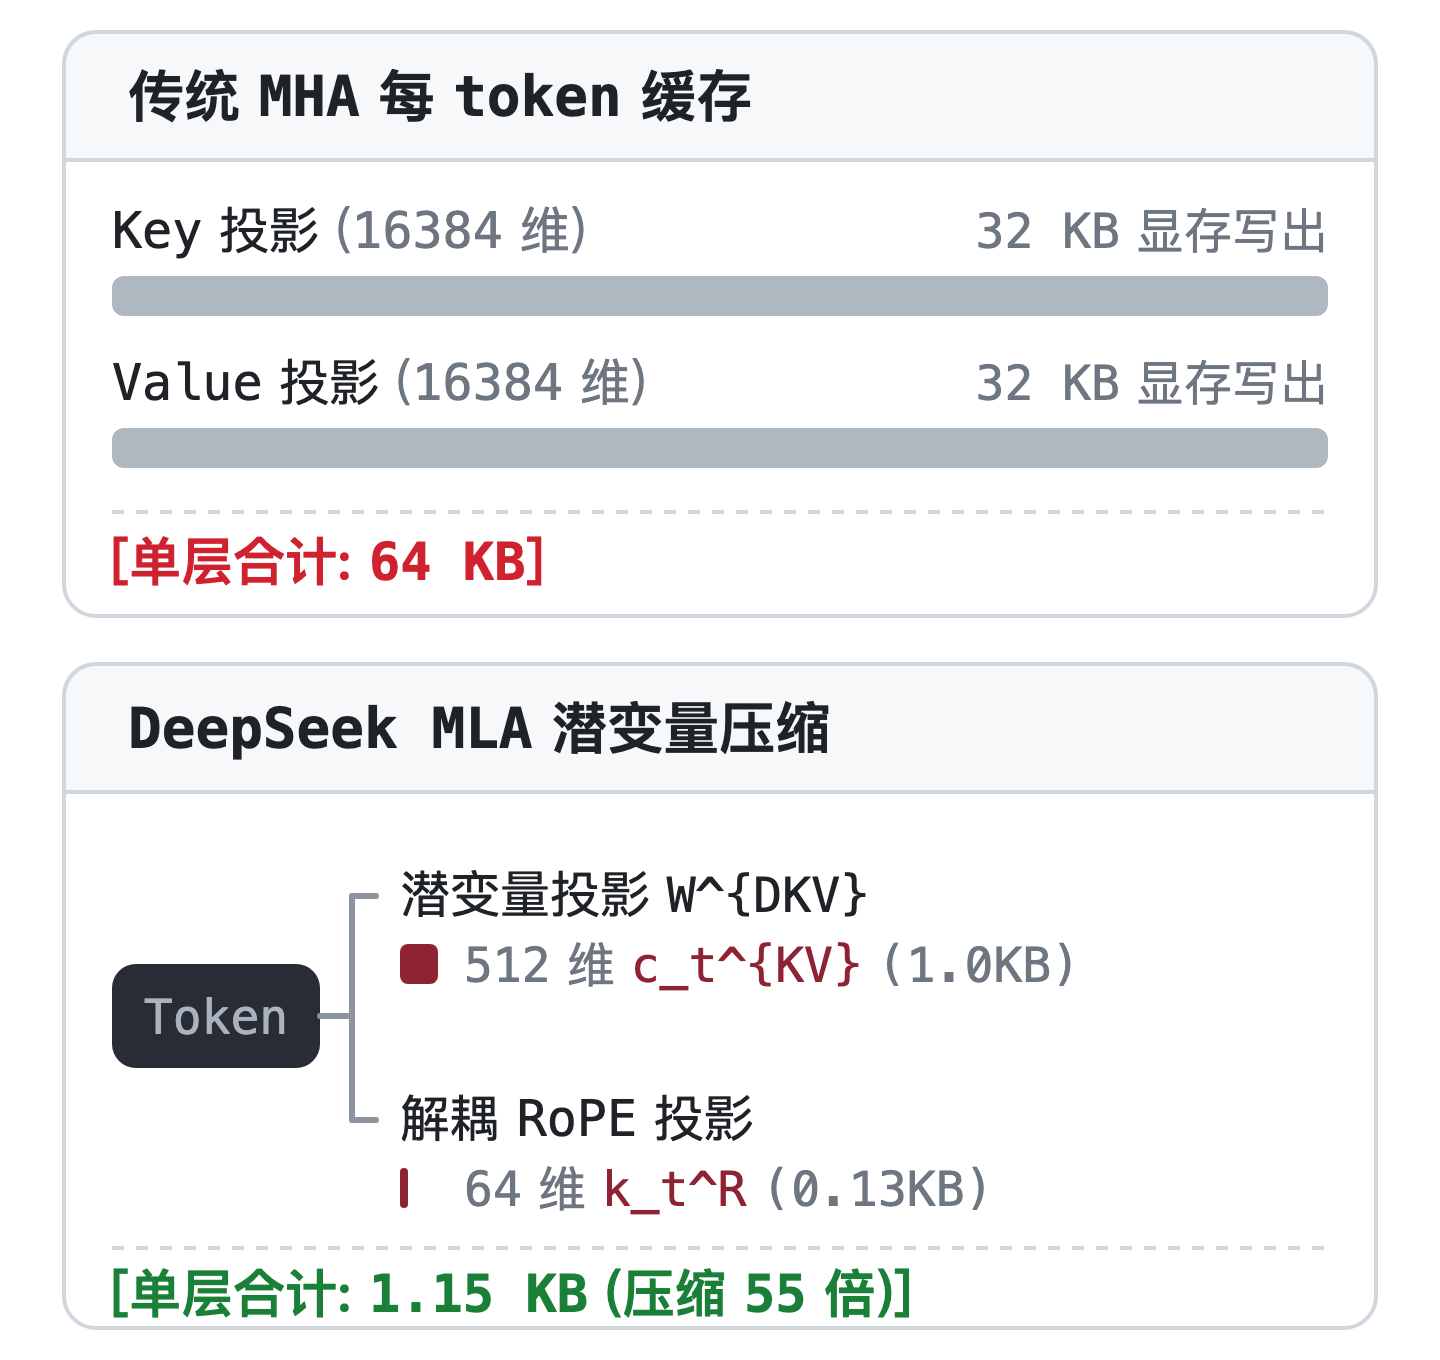 传统 MHA 每 token 缓存
Key 投影 (16384 维) 32 KB 显存写出
Value 投影 (16384 维) 32 KB 显存写出
[单层合计: 64 KB]
DeepSeek MLA 潜变量压缩
Token
潜变量投影 W^{DKV}
512 维 c_t^{KV} (1.0KB)
解耦 RoPE 投影
64 维 k_t^R (0.13KB)
[单层合计: 1.15 KB (压缩 55 倍)]